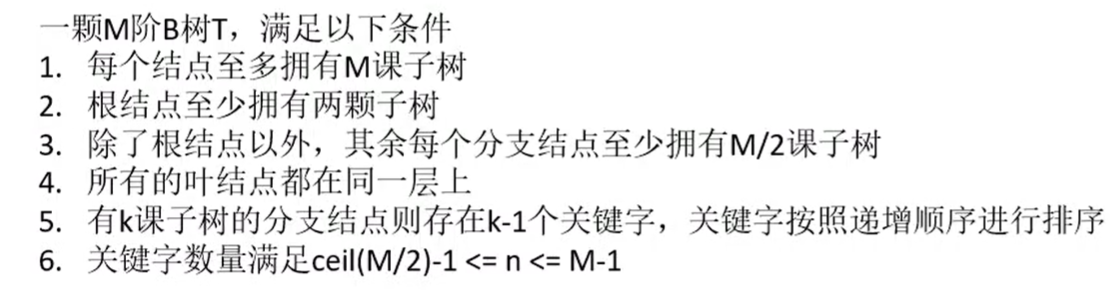 一颗M阶B树T，满足以下条件
1. 每个结点至多拥有M课子树
2. 根结点至少拥有两颗子树
3. 除了根结点以外，其余每个分支结点至少拥有M/2课子树
4. 所有的叶结点都在同一层上
5. 有k课子树的分支结点则存在k-1个关键字，关键字按照递增顺序进行排序
6. 关键字数量满足ceil(M/2)-1 <= n <= M-1